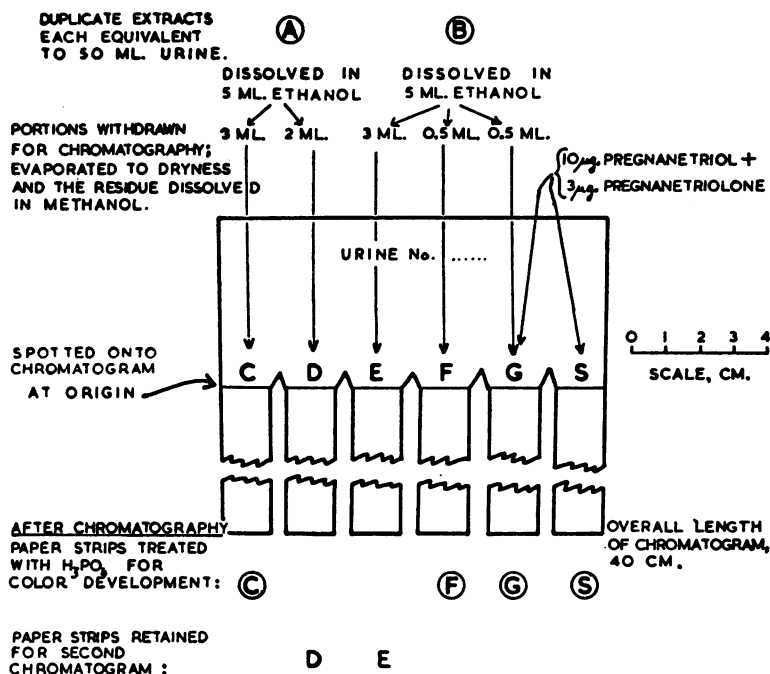 DUPLICATE EXTRACTS
EACH EQUIVALENT
TO 50 ML. URINE.
A
B
DISSOLVED IN
5 ML. ETHANOL
DISSOLVED IN
5 ML. ETHANOL
PORTIONS WITHDRAWN
FOR CHROMATOGRAPHY;
EVAPORATED TO DRYNESS
AND THE RESIDUE DISSOLVED
IN METHANOL.
3 ML. 2 ML. 3 ML. 0.5 ML. 0.5 ML.
10 µg. PREGNANETRIOL +
3 µg. PREGNANETRIOLONE
URINE No. ......
SPOTTED ONTO
CHROMATOGRAM
AT ORIGIN
C D E F G S
0 1 2 3 4
SCALE, CM.
AFTER CHROMATOGRAPHY
PAPER STRIPS TREATED
WITH H3PO4 FOR
COLOR DEVELOPMENT:
C F G S
OVERALL LENGTH
OF CHROMATOGRAM,
40 CM.
PAPER STRIPS RETAINED
FOR SECOND
CHROMATOGRAM:
D E